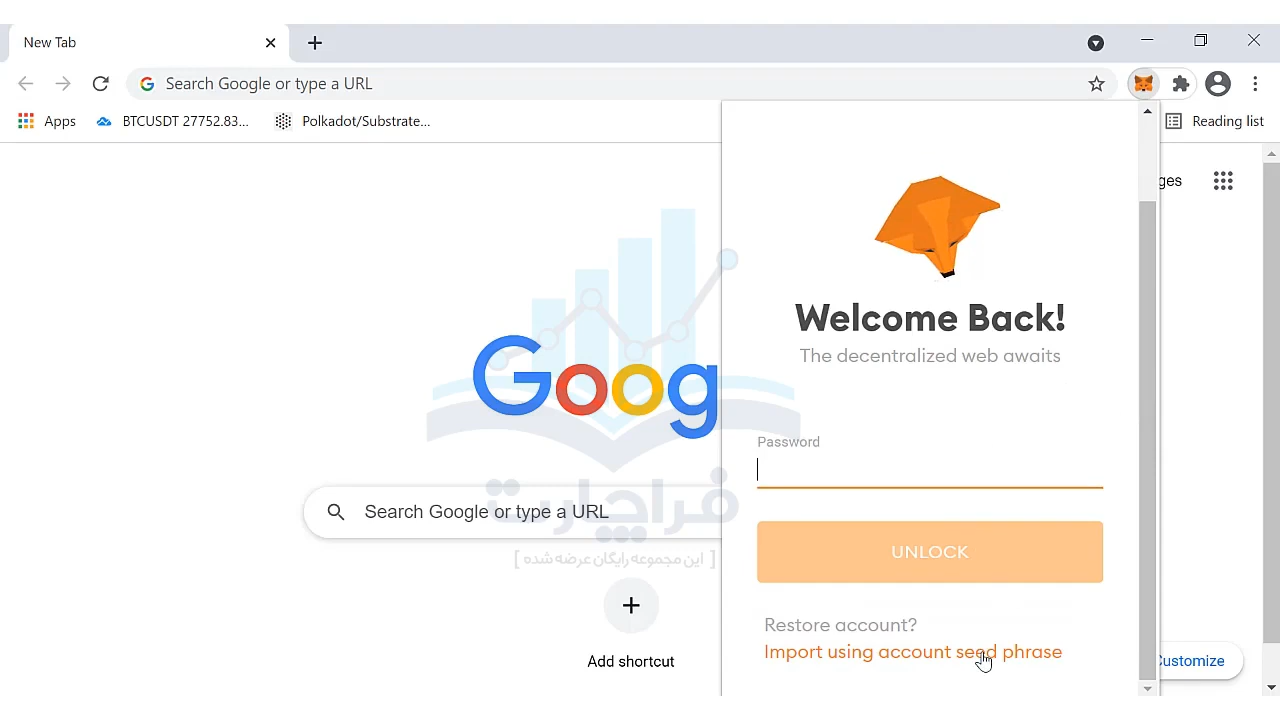 New Tab
Search Google or type a URL
Apps
BTCUSDT 27752.83...
Polkadot/Substrate...
Reading list
ges
Welcome Back!
The decentralized web awaits
Goog
Password
Search Google or type a URL
فراچارت
UNLOCK
[ این مجموعه رایگان عرضه شده ]
Restore account?
Import using account seed phrase
Add shortcut
Customize